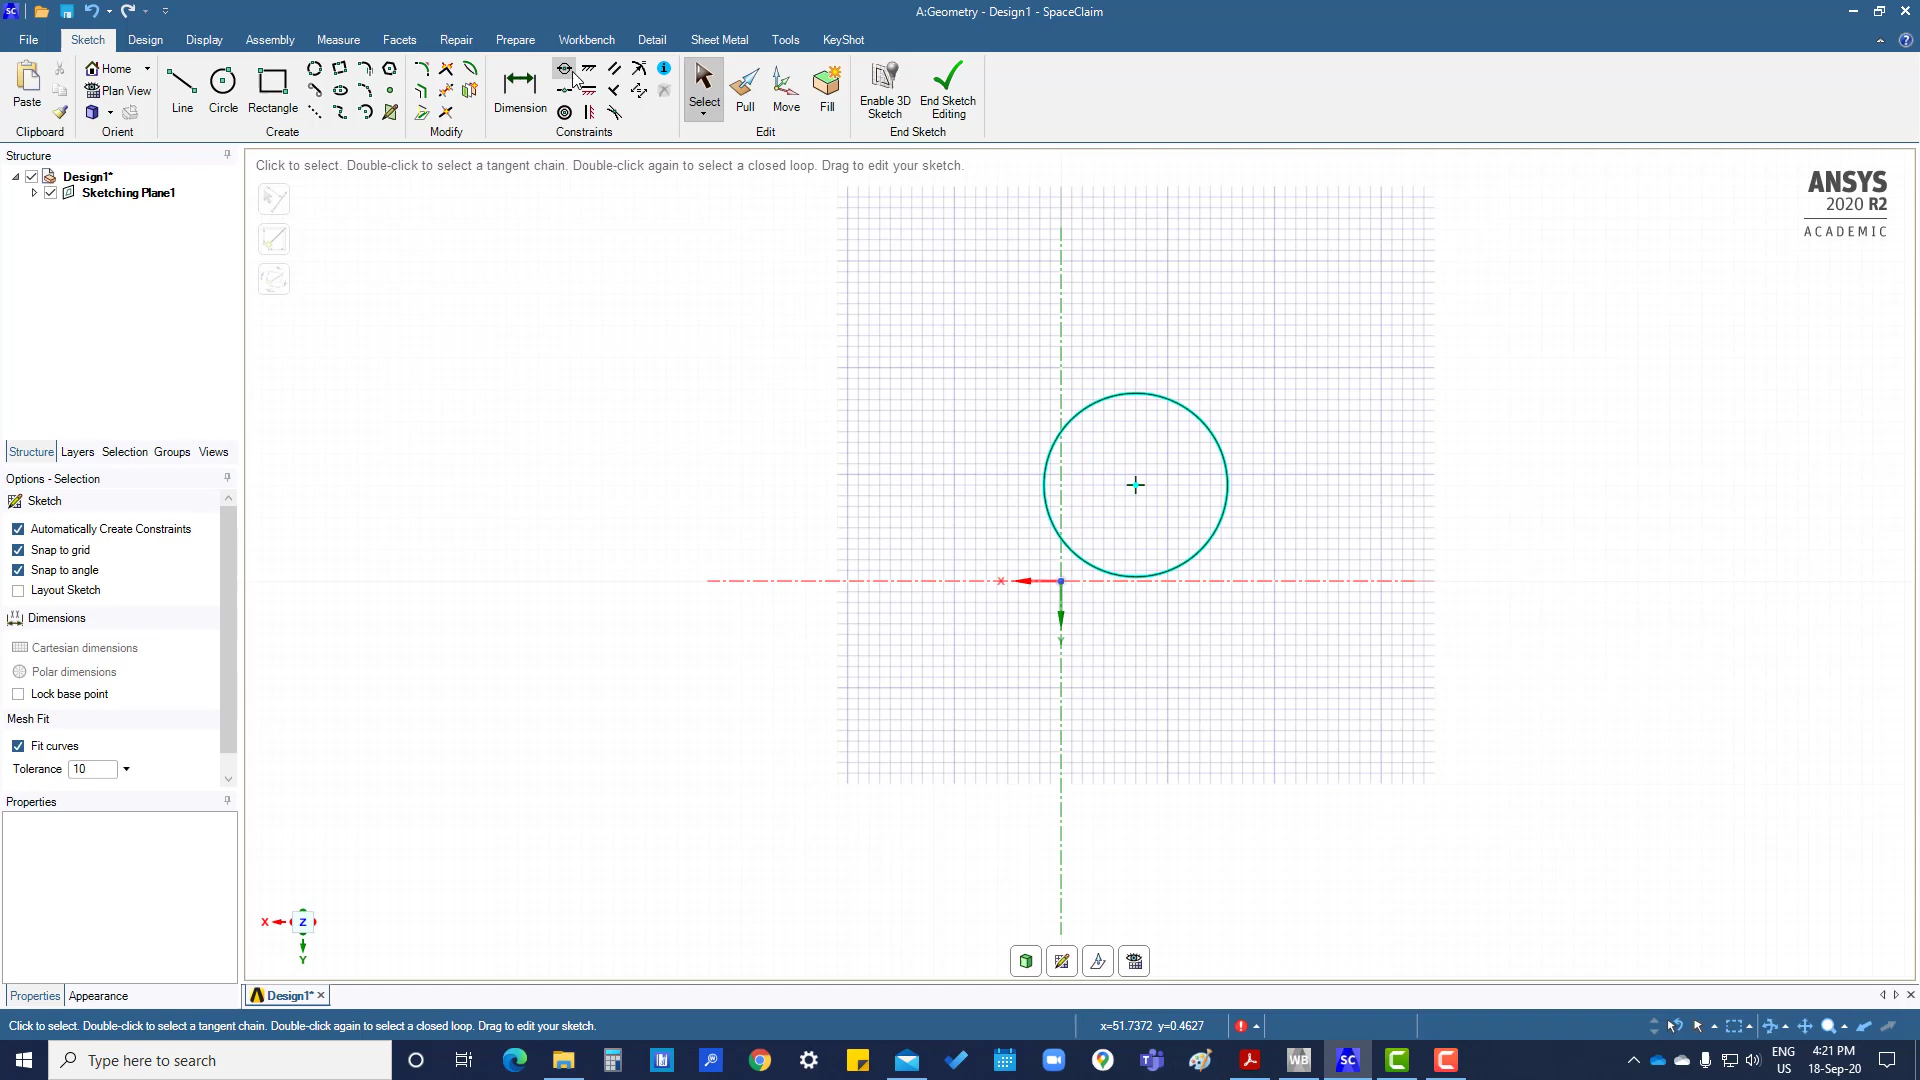 A:Geometry - Design1 - SpaceClaim
File Sketch Design Display Assembly Measure Facets Repair Prepare Workbench Detail Sheet Metal Tools KeyShot
Paste
Home
Plan View
Line Circle Rectangle
Dimension
Select Pull Move Fill
Enable 3D Sketch
End Sketch Editing
Clipboard Orient Create Modify Constraints Edit End Sketch
Structure
Design1*
Sketching Plane1
Structure Layers Selection Groups Views
Options - Selection
Sketch
Automatically Create Constraints
Snap to grid
Snap to angle
Layout Sketch
Dimensions
Cartesian dimensions
Polar dimensions
Lock base point
Mesh Fit
Fit curves
Tolerance 10
Properties
Properties Appearance
Click to select. Double-click to select a tangent chain. Double-click again to select a closed loop. Drag to edit your sketch.
ANSYS
2020 R2
ACADEMIC
X
Y
X Z
Y
Design1*
Click to select. Double-click to select a tangent chain. Double-click again to select a closed loop. Drag to edit your sketch.
x=51.7372 y=0.4627
Type here to search
WB
SC
ENG
US
4:21 PM
18-Sep-20